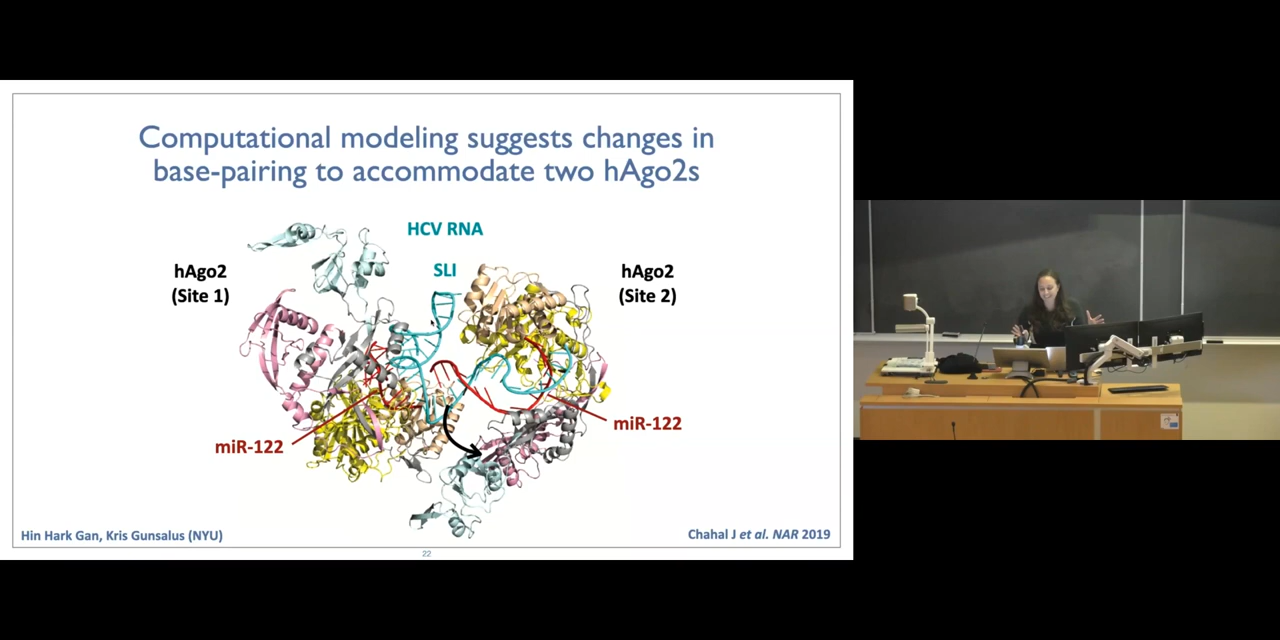 Computational modeling suggests changes in
base-pairing to accommodate two hAgo2s
HCV RNA
SLI
hAgo2
(Site 1)
hAgo2
(Site 2)
miR-122
miR-122
Hin Hark Gan, Kris Gunsalus (NYU)
Chahal J et al. NAR 2019
22